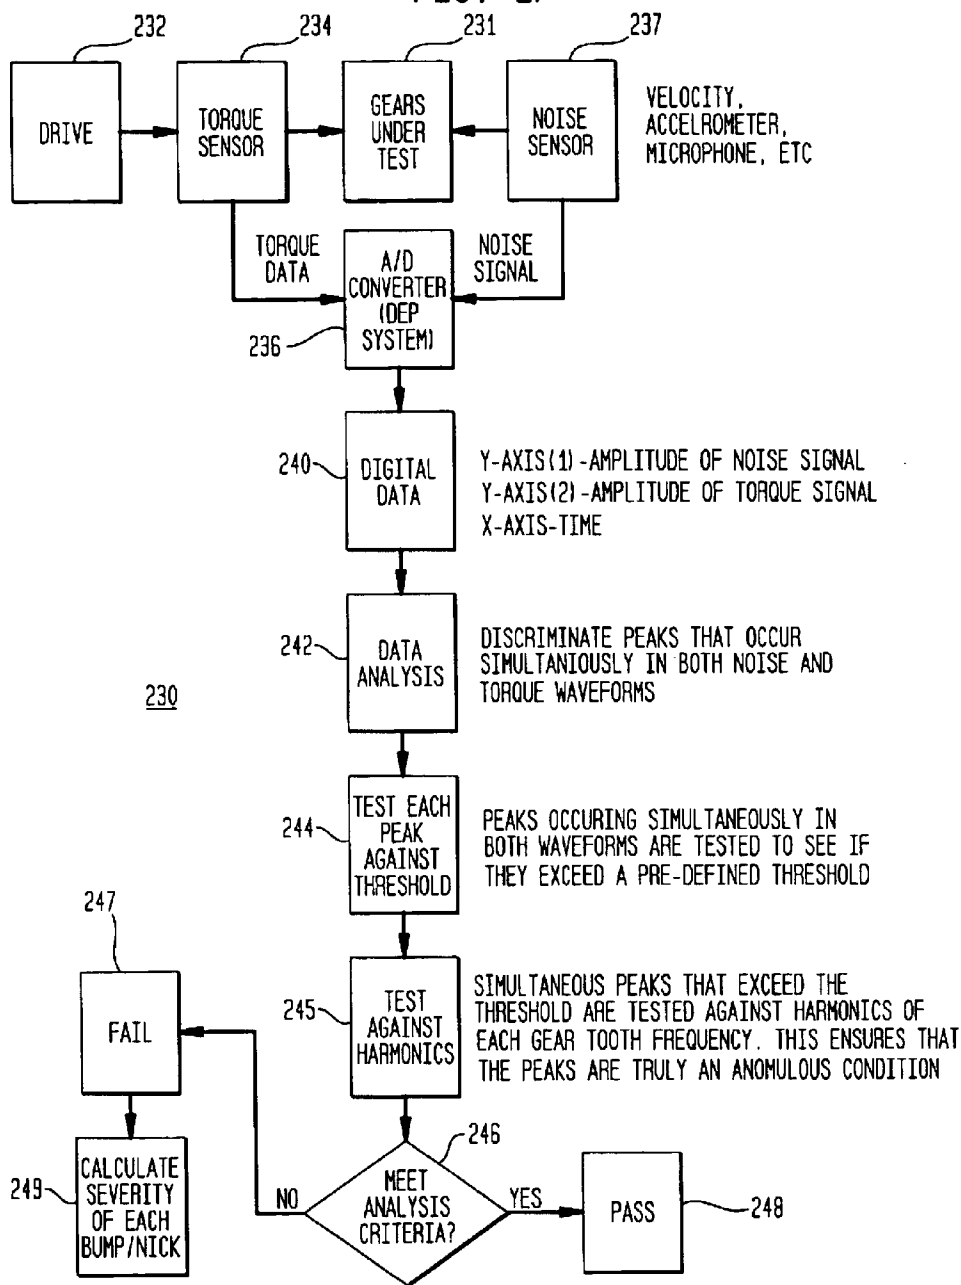 232
234
231
237
DRIVE
TORQUE
SENSOR
GEARS
UNDER
TEST
NOISE
SENSOR
VELOCITY,
ACCELROMETER,
MICROPHONE, ETC
TORQUE
DATA
A/D
CONVERTER
(DEP
SYSTEM)
NOISE
SIGNAL
236
240
DIGITAL
DATA
Y-AXIS(1)-AMPLITUDE OF NOISE SIGNAL
Y-AXIS(2)-AMPLITUDE OF TORQUE SIGNAL
X-AXIS-TIME
242
DATA
ANALYSIS
DISCRIMINATE PEAKS THAT OCCUR
SIMULTANIOUSLY IN BOTH NOISE AND
TORQUE WAVEFORMS
230
244
TEST EACH
PEAK
AGAINST
THRESHOLD
PEAKS OCCURING SIMULTANEOUSLY IN
BOTH WAVEFORMS ARE TESTED TO SEE IF
THEY EXCEED A PRE-DEFINED THRESHOLD
247
FAIL
245
TEST
AGAINST
HARMONICS
SIMULTANEOUS PEAKS THAT EXCEED THE
THRESHOLD ARE TESTED AGAINST HARMONICS OF
EACH GEAR TOOTH FREQUENCY. THIS ENSURES THAT
THE PEAKS ARE TRULY AN ANOMULOUS CONDITION
246
249
CALCULATE
SEVERITY
OF EACH
BUMP/NICK
NO
MEET
ANALYSIS
CRITERIA?
YES
PASS
248